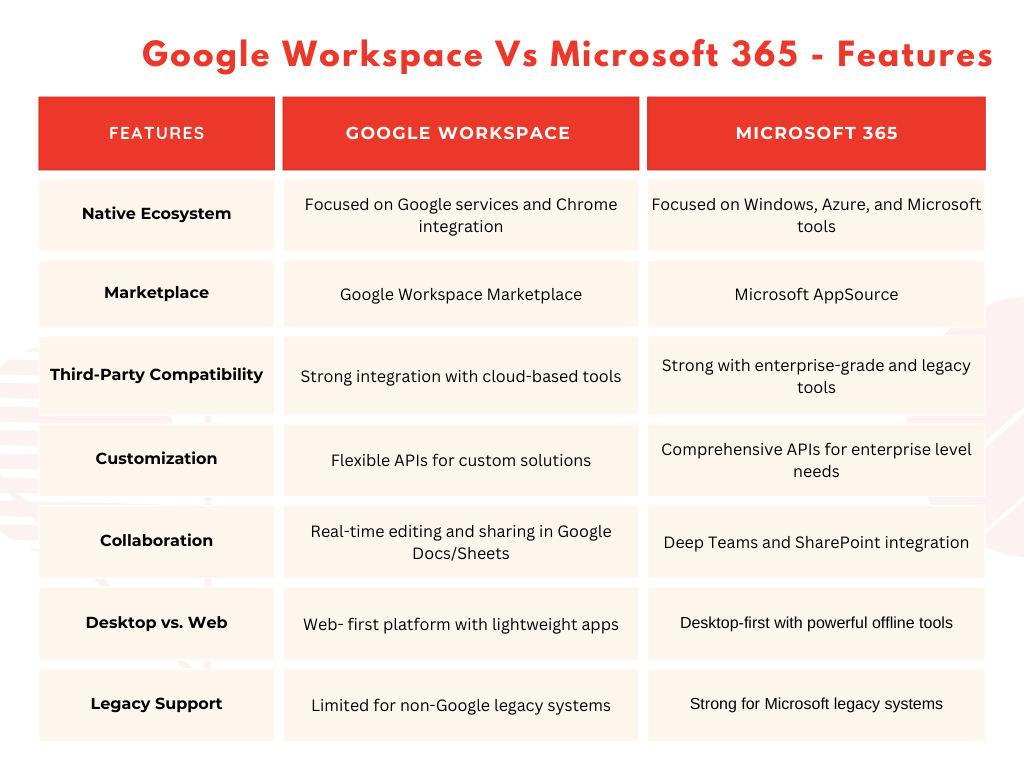 Google Workspace Vs Microsoft 365 - Features
FEATURES
GOOGLE WORKSPACE
MICROSOFT 365
Native Ecosystem
Focused on Google services and Chrome
integration
Focused on Windows, Azure, and Microsoft
tools
Marketplace
Google Workspace Marketplace
Microsoft AppSource
Third-Party Compatibility
Strong integration with cloud-based tools
Strong with enterprise-grade and legacy
tools
Customization
Flexible APIs for custom solutions
Comprehensive APIs for enterprise level
needs
Collaboration
Real-time editing and sharing in Google
Docs/Sheets
Deep Teams and SharePoint integration
Desktop vs. Web
Web- first platform with lightweight apps
Desktop-first with powerful offline tools
Legacy Support
Limited for non-Google legacy systems
Strong for Microsoft legacy systems